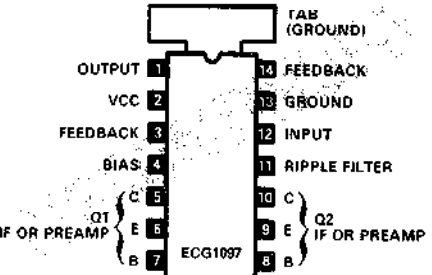 TAB
(GROUND)
OUTPUT 1
14 FEEDBACK
VCC 2
13 GROUND
FEEDBACK 3
12 INPUT
BIAS 4
11 RIPPLE FILTER
C 5
10 C
Q1
IF OR PREAMP
E 6
9 E
Q2
IF OR PREAMP
B 7
8 B
ECG1097